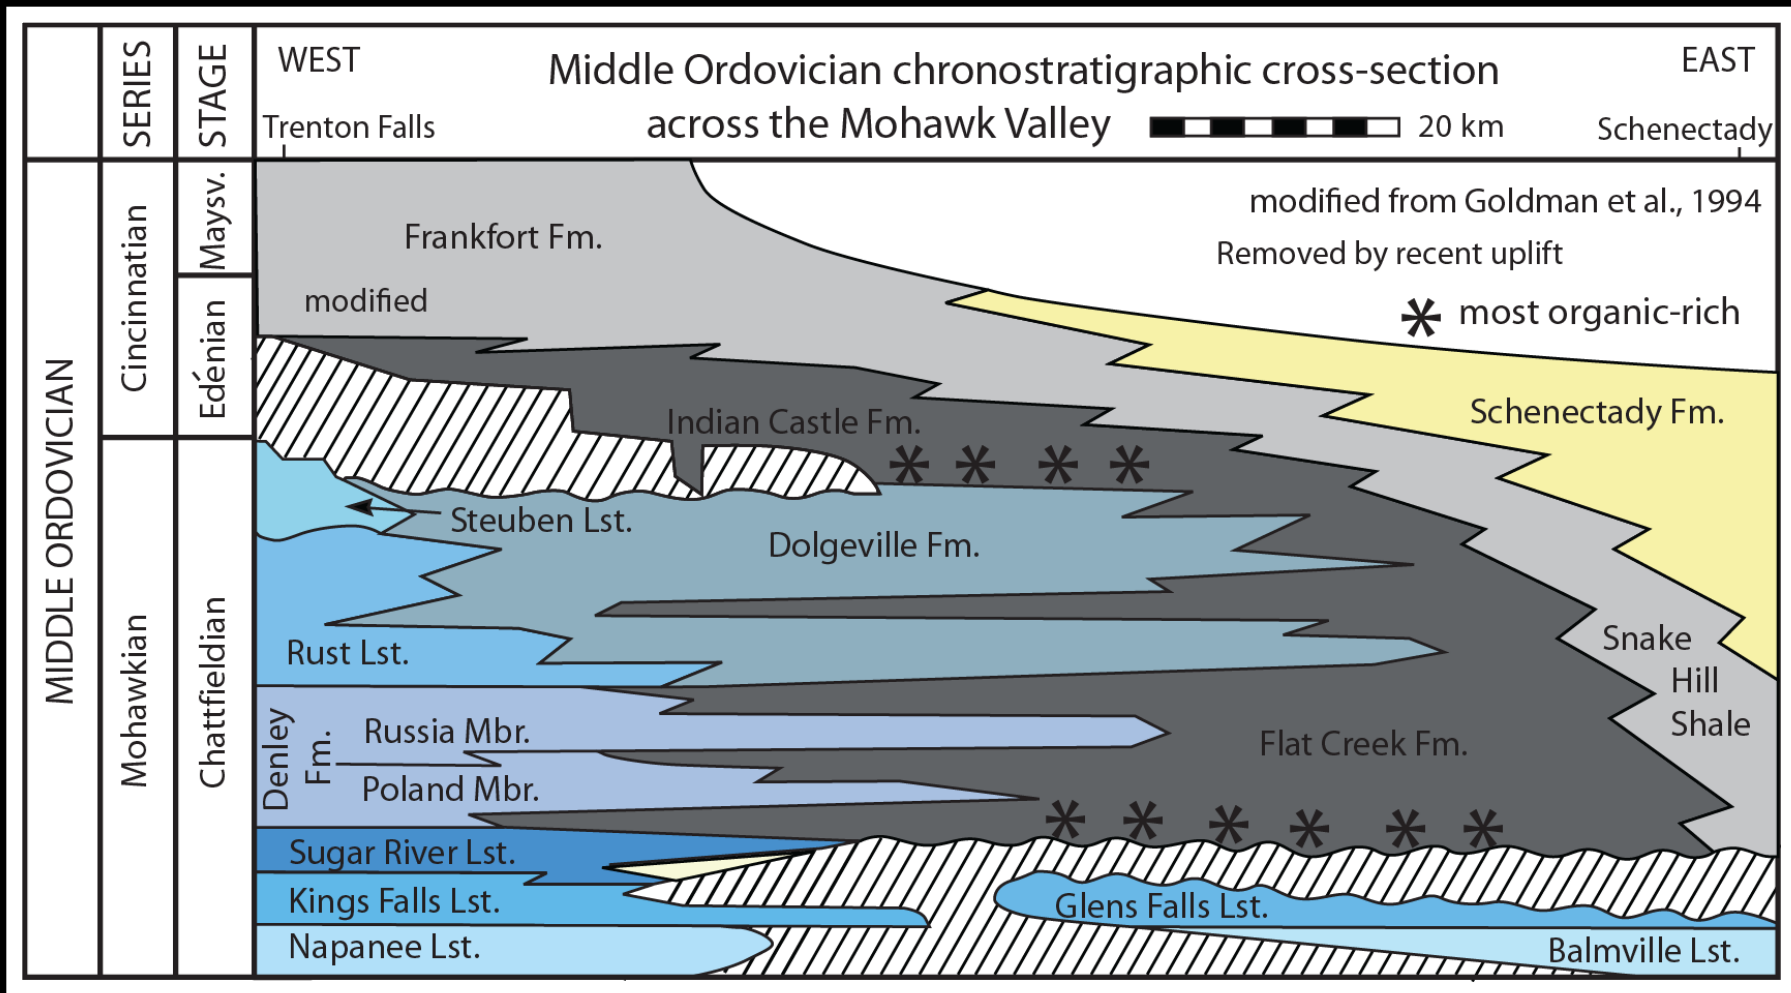 SERIES
STAGE
WEST
Middle Ordovician chronostratigraphic cross-section
EAST
Trenton Falls
across the Mohawk Valley
20 km
Schenectady
MIDDLE ORDOVICIAN
Cincinnatian
Mohawkian
Maysv.
Edénian
Chattfieldian
modified from Goldman et al., 1994
Frankfort Fm.
Removed by recent uplift
modified
* most organic-rich
Indian Castle Fm.
Schenectady Fm.
* * * *
Steuben Lst.
Dolgeville Fm.
Rust Lst.
Snake
Hill
Shale
Denley
Fm.
Russia Mbr.
Flat Creek Fm.
Poland Mbr.
* * * * * *
Sugar River Lst.
Kings Falls Lst.
Glens Falls Lst.
Napanee Lst.
Balmville Lst.